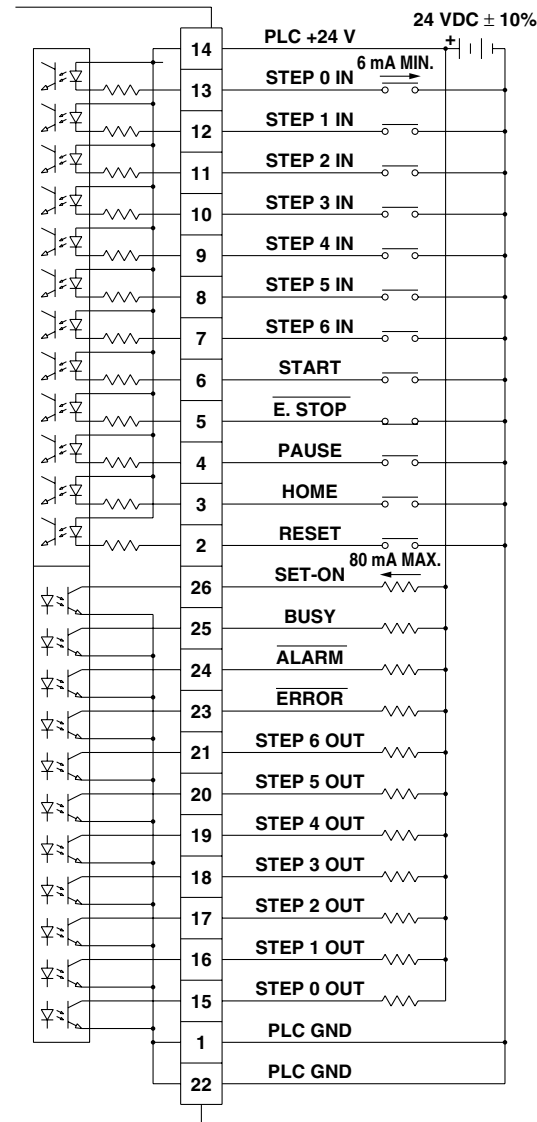 24 VDC ± 10%
+
14 PLC +24 V
6 mA MIN.
13 STEP 0 IN
12 STEP 1 IN
11 STEP 2 IN
10 STEP 3 IN
9 STEP 4 IN
8 STEP 5 IN
7 STEP 6 IN
6 START
5 E. STOP
4 PAUSE
3 HOME
2 RESET
80 mA MAX.
26 SET-ON
25 BUSY
24 ALARM
23 ERROR
21 STEP 6 OUT
20 STEP 5 OUT
19 STEP 4 OUT
18 STEP 3 OUT
17 STEP 2 OUT
16 STEP 1 OUT
15 STEP 0 OUT
1 PLC GND
22 PLC GND